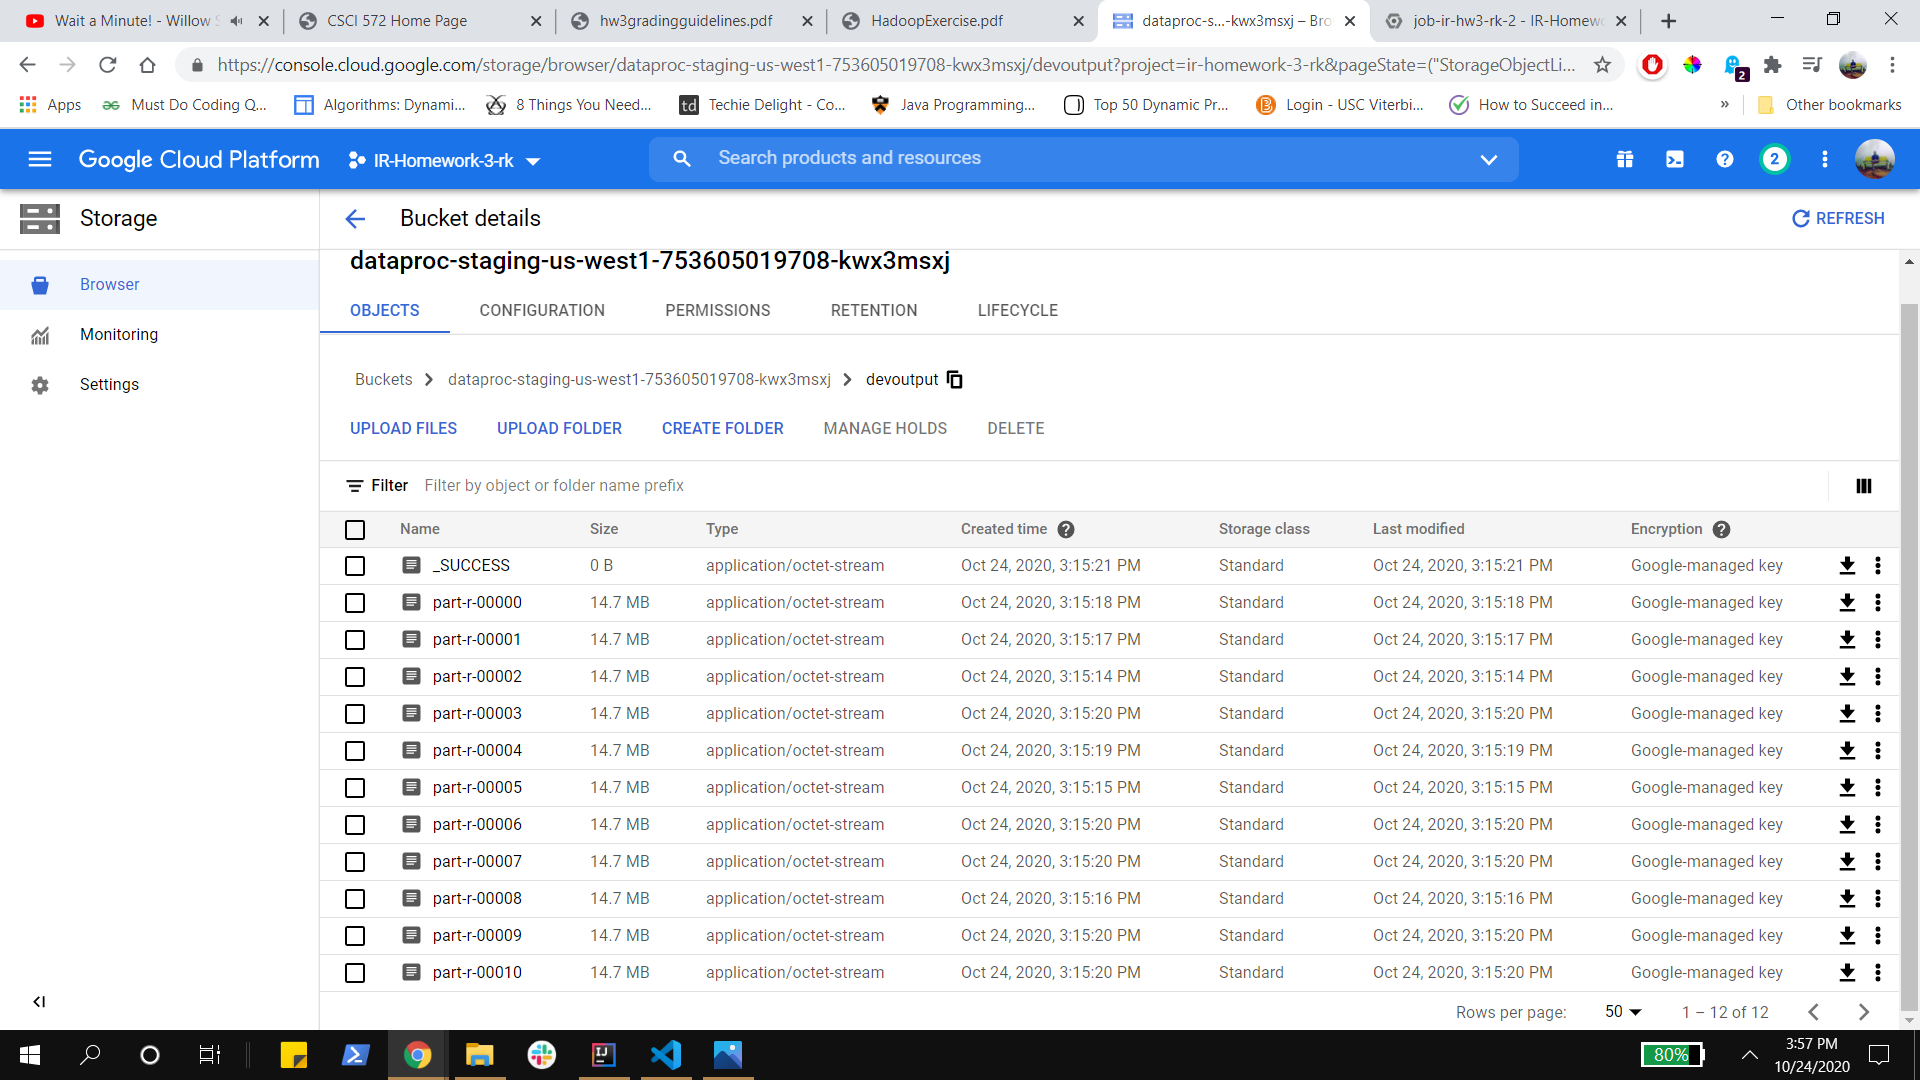 Wait a Minute! - Willow S
CSCI 572 Home Page
hw3gradingguidelines.pdf
HadoopExercise.pdf
dataproc-s...-kwx3msxj – Bro
job-ir-hw3-rk-2 - IR-Homewo
https://console.cloud.google.com/storage/browser/dataproc-staging-us-west1-753605019708-kwx3msxj/devoutput?project=ir-homework-3-rk&pageState=("StorageObjectLi...
2
Apps
Must Do Coding Q...
Algorithms: Dynami...
8 Things You Need...
td Techie Delight - Co...
Java Programming...
Top 50 Dynamic Pr...
Login - USC Viterbi...
How to Succeed in...
»
Other bookmarks
Google Cloud Platform
IR-Homework-3-rk
Search products and resources
2
Storage
Bucket details
REFRESH
Browser
Monitoring
Settings
dataproc-staging-us-west1-753605019708-kwx3msxj
OBJECTS CONFIGURATION PERMISSIONS RETENTION LIFECYCLE
Buckets > dataproc-staging-us-west1-753605019708-kwx3msxj > devoutput
UPLOAD FILES UPLOAD FOLDER CREATE FOLDER MANAGE HOLDS DELETE
Filter Filter by object or folder name prefix
Name Size Type Created time Storage class Last modified Encryption
_SUCCESS 0 B application/octet-stream Oct 24, 2020, 3:15:21 PM Standard Oct 24, 2020, 3:15:21 PM Google-managed key
part-r-00000 14.7 MB application/octet-stream Oct 24, 2020, 3:15:18 PM Standard Oct 24, 2020, 3:15:18 PM Google-managed key
part-r-00001 14.7 MB application/octet-stream Oct 24, 2020, 3:15:17 PM Standard Oct 24, 2020, 3:15:17 PM Google-managed key
part-r-00002 14.7 MB application/octet-stream Oct 24, 2020, 3:15:14 PM Standard Oct 24, 2020, 3:15:14 PM Google-managed key
part-r-00003 14.7 MB application/octet-stream Oct 24, 2020, 3:15:20 PM Standard Oct 24, 2020, 3:15:20 PM Google-managed key
part-r-00004 14.7 MB application/octet-stream Oct 24, 2020, 3:15:19 PM Standard Oct 24, 2020, 3:15:19 PM Google-managed key
part-r-00005 14.7 MB application/octet-stream Oct 24, 2020, 3:15:15 PM Standard Oct 24, 2020, 3:15:15 PM Google-managed key
part-r-00006 14.7 MB application/octet-stream Oct 24, 2020, 3:15:20 PM Standard Oct 24, 2020, 3:15:20 PM Google-managed key
part-r-00007 14.7 MB application/octet-stream Oct 24, 2020, 3:15:20 PM Standard Oct 24, 2020, 3:15:20 PM Google-managed key
part-r-00008 14.7 MB application/octet-stream Oct 24, 2020, 3:15:16 PM Standard Oct 24, 2020, 3:15:16 PM Google-managed key
part-r-00009 14.7 MB application/octet-stream Oct 24, 2020, 3:15:20 PM Standard Oct 24, 2020, 3:15:20 PM Google-managed key
part-r-00010 14.7 MB application/octet-stream Oct 24, 2020, 3:15:20 PM Standard Oct 24, 2020, 3:15:20 PM Google-managed key
Rows per page: 50 1 – 12 of 12
80%
3:57 PM
10/24/2020